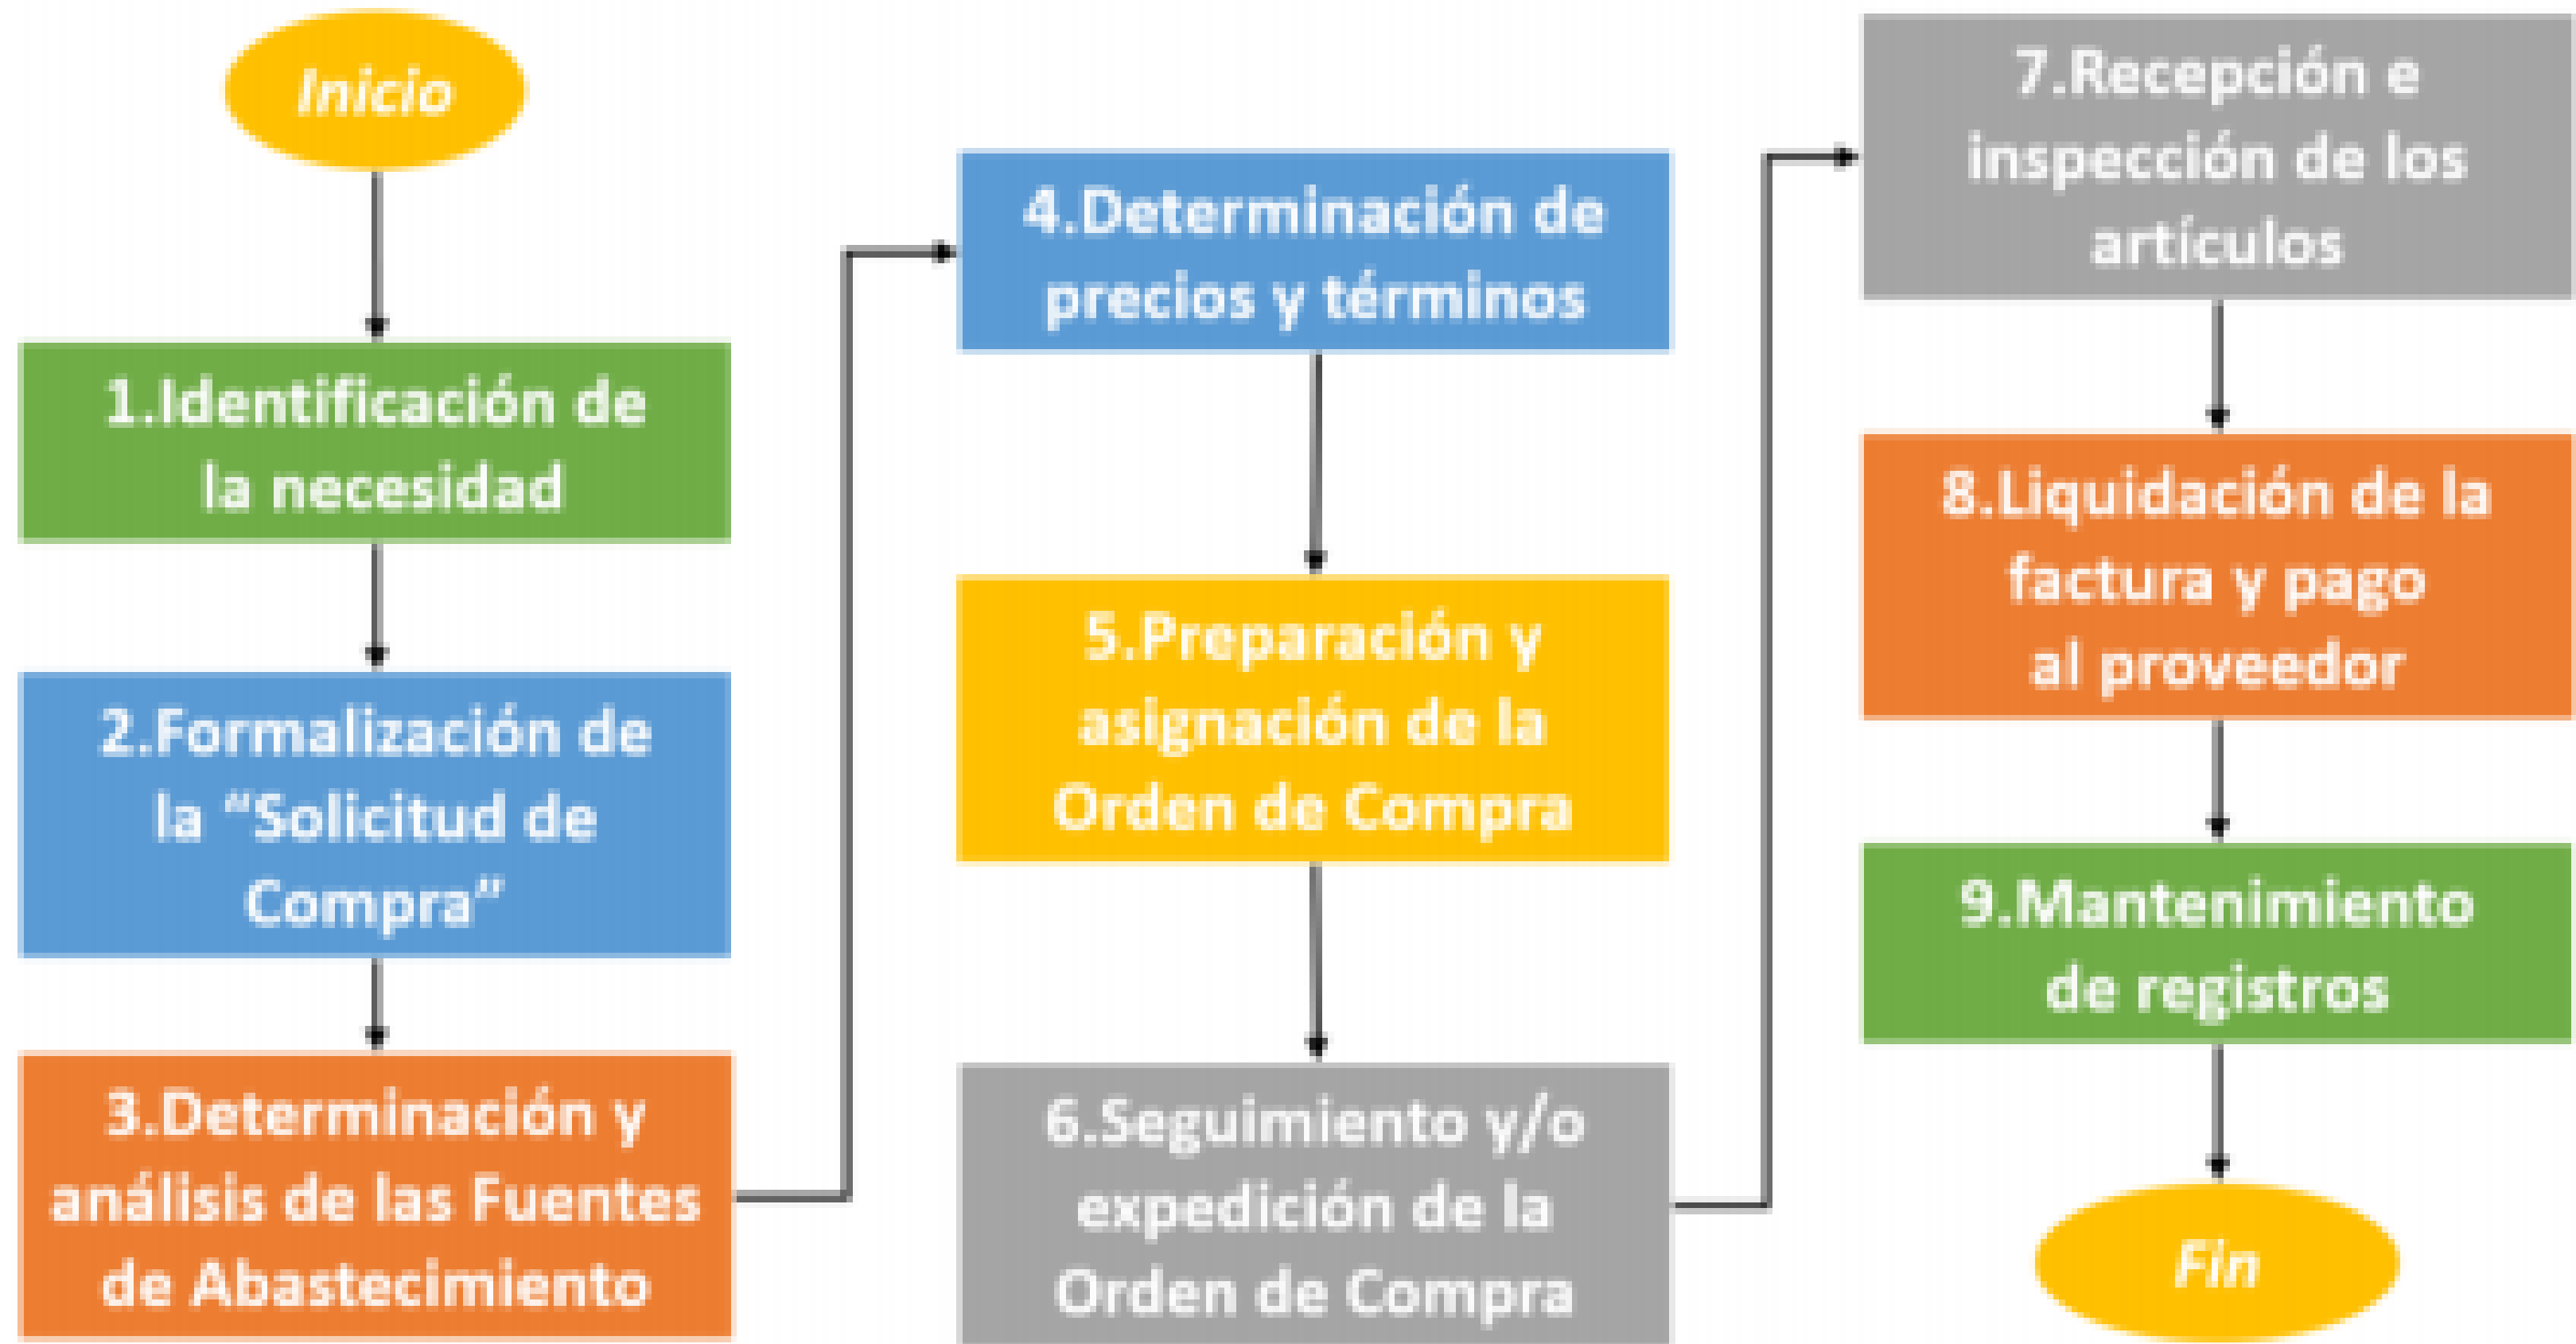 Inicio
1.Identificación de
la necesidad
2.Formalización de
la “Solicitud de
Compra”
3.Determinación y
análisis de las Fuentes
de Abastecimiento
4.Determinación de
precios y términos
5.Preparación y
asignación de la
Orden de Compra
6.Seguimiento y/o
expedición de la
Orden de Compra
7.Recepción e
inspección de los
artículos
8.Liquidación de la
factura y pago
al proveedor
9.Mantenimiento
de registros
Fin